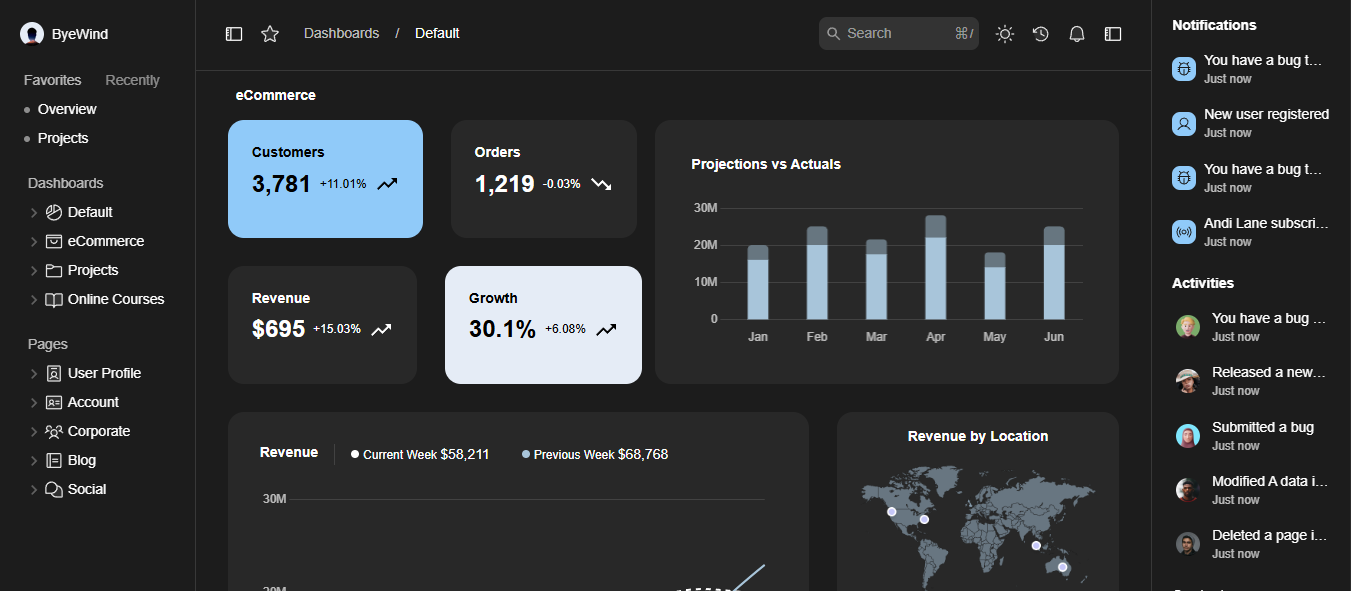 ByeWind
Favorites Recently
Overview
Projects
Dashboards
Default
eCommerce
Projects
Online Courses
Pages
User Profile
Account
Corporate
Blog
Social
Dashboards / Default
Search ⌘/
eCommerce
Customers
3,781 +11.01%
Orders
1,219 -0.03%
Revenue
$695 +15.03%
Growth
30.1% +6.08%
Projections vs Actuals
30M
20M
10M
0
Jan Feb Mar Apr May Jun
Revenue
Current Week $58,211
Previous Week $68,768
30M
Revenue by Location
Notifications
You have a bug t...
Just now
New user registered
Just now
You have a bug t...
Just now
Andi Lane subscri...
Just now
Activities
You have a bug ...
Just now
Released a new...
Just now
Submitted a bug
Just now
Modified A data i...
Just now
Deleted a page i...
Just now